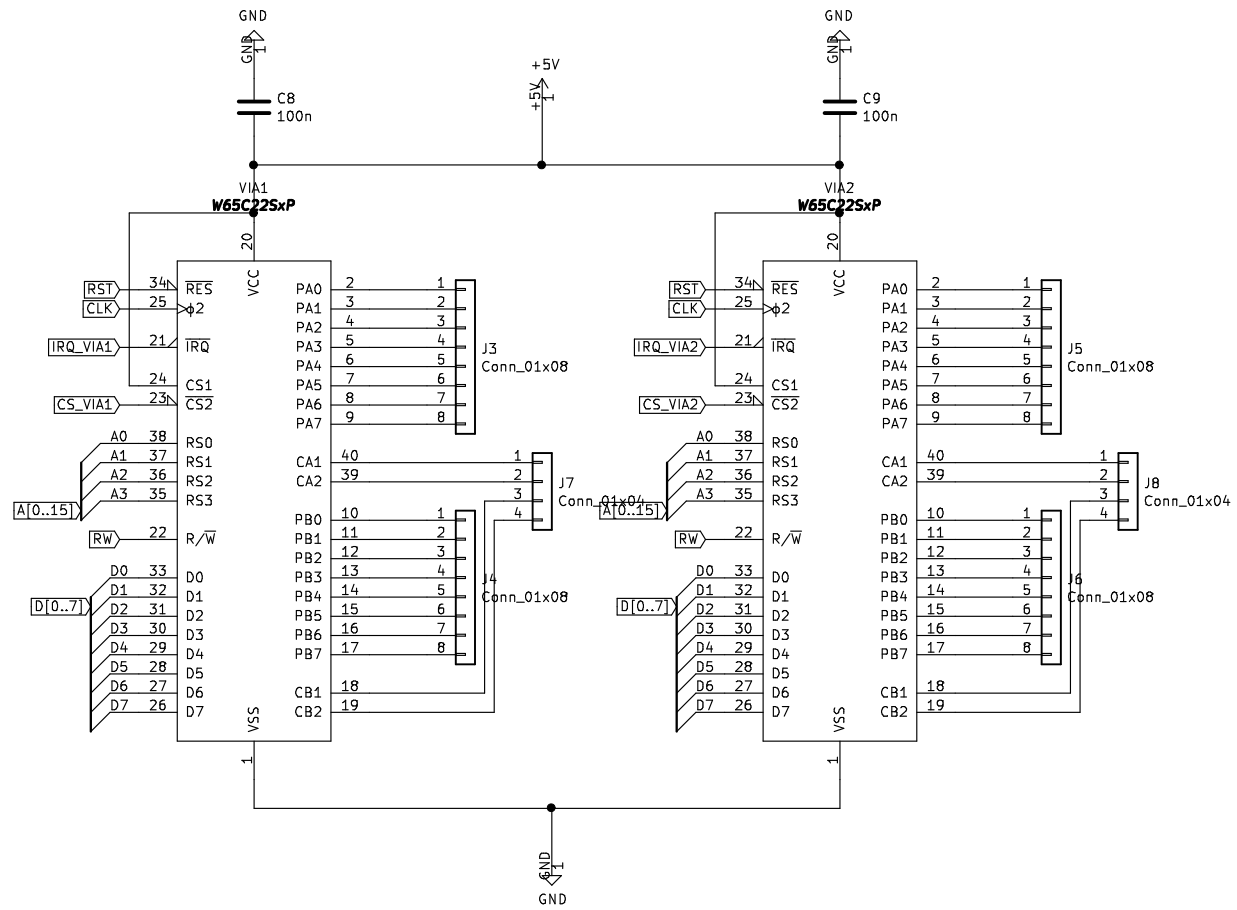 GND
GND
1
C8
100n
+5V
+5V
1
GND
GND
1
C9
100n
VIA1
W65C22SxP
20
VCC
RST 34 RES PA0 2 1
CLK 25 ϕ2 PA1 3 2
PA2 4 3
IRQ_VIA1 21 IRQ PA3 5 4
PA4 6 5
24 CS1 PA5 7 6
CS_VIA1 23 CS2 PA6 8 7
PA7 9 8
J3
Conn_01x08
A0 38 RS0
A1 37 RS1 CA1 40 1
A2 36 RS2 CA2 39 2
A3 35 RS3 3
A[0..15] PB0 10 1 4
J7
Conn_01x04
RW 22 R/W PB1 11 2
PB2 12 3
D0 33 D0 PB3 13 4
D1 32 D1 PB4 14 5
D[0..7] D2 31 D2 PB5 15 6
D3 30 D3 PB6 16 7
D4 29 D4 PB7 17 8
J4
Conn_01x08
D5 28 D5
D6 27 D6 CB1 18
D7 26 D7 CB2 19
VSS
1
VIA2
W65C22SxP
20
VCC
RST 34 RES PA0 2 1
CLK 25 ϕ2 PA1 3 2
PA2 4 3
IRQ_VIA2 21 IRQ PA3 5 4
PA4 6 5
24 CS1 PA5 7 6
CS_VIA2 23 CS2 PA6 8 7
PA7 9 8
J5
Conn_01x08
A0 38 RS0
A1 37 RS1 CA1 40 1
A2 36 RS2 CA2 39 2
A3 35 RS3 3
A[0..15] PB0 10 1 4
J8
Conn_01x04
RW 22 R/W PB1 11 2
PB2 12 3
D0 33 D0 PB3 13 4
D1 32 D1 PB4 14 5
D[0..7] D2 31 D2 PB5 15 6
D3 30 D3 PB6 16 7
D4 29 D4 PB7 17 8
J6
Conn_01x08
D5 28 D5
D6 27 D6 CB1 18
D7 26 D7 CB2 19
VSS
1
GND
1
GND